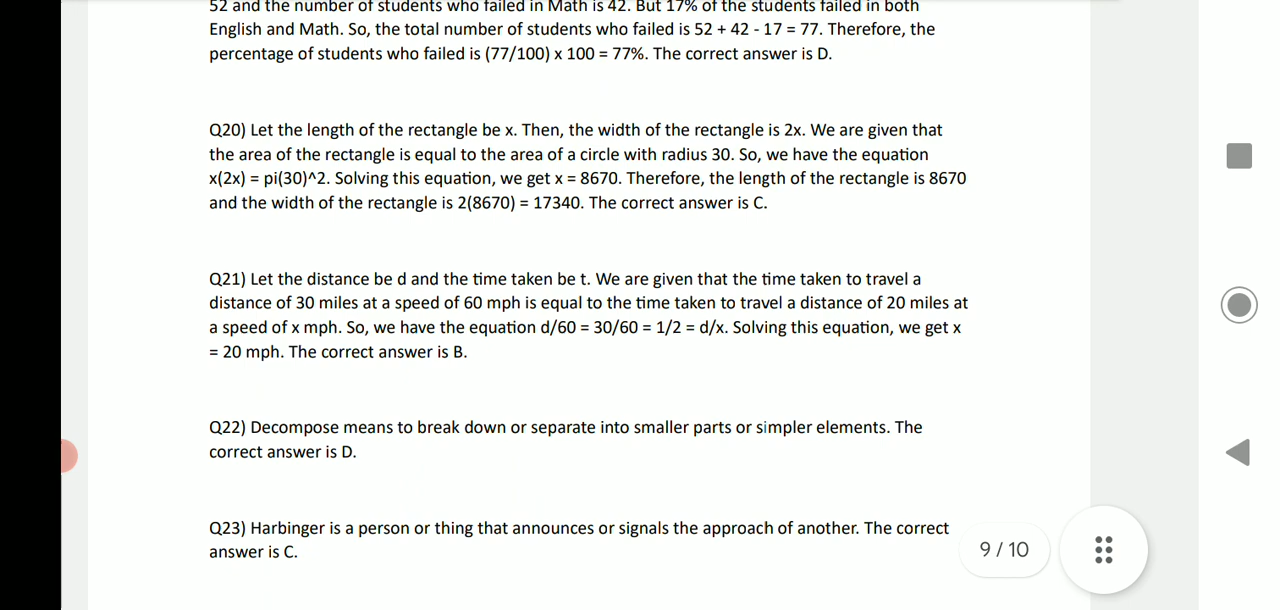 52 and the number of students who failed in Math is 42. But 17% of the students failed in both
English and Math. So, the total number of students who failed is 52 + 42 - 17 = 77. Therefore, the
percentage of students who failed is (77/100) x 100 = 77%. The correct answer is D.
Q20) Let the length of the rectangle be x. Then, the width of the rectangle is 2x. We are given that
the area of the rectangle is equal to the area of a circle with radius 30. So, we have the equation
x(2x) = pi(30)^2. Solving this equation, we get x = 8670. Therefore, the length of the rectangle is 8670
and the width of the rectangle is 2(8670) = 17340. The correct answer is C.
Q21) Let the distance be d and the time taken be t. We are given that the time taken to travel a
distance of 30 miles at a speed of 60 mph is equal to the time taken to travel a distance of 20 miles at
a speed of x mph. So, we have the equation d/60 = 30/60 = 1/2 = d/x. Solving this equation, we get x
= 20 mph. The correct answer is B.
Q22) Decompose means to break down or separate into smaller parts or simpler elements. The
correct answer is D.
Q23) Harbinger is a person or thing that announces or signals the approach of another. The correct
answer is C.
9 / 10